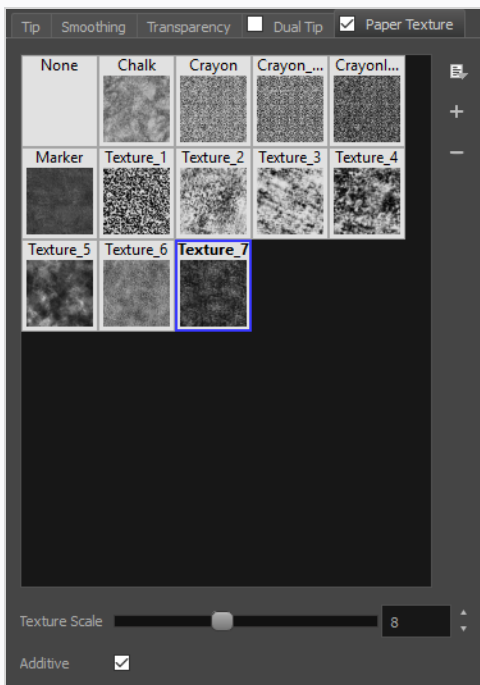 Tip Smoothing Transparency Dual Tip Paper Texture
None Chalk Crayon Crayon_... Crayonl...
Marker Texture_1 Texture_2 Texture_3 Texture_4
Texture_5 Texture_6 Texture_7
Texture Scale 8
Additive